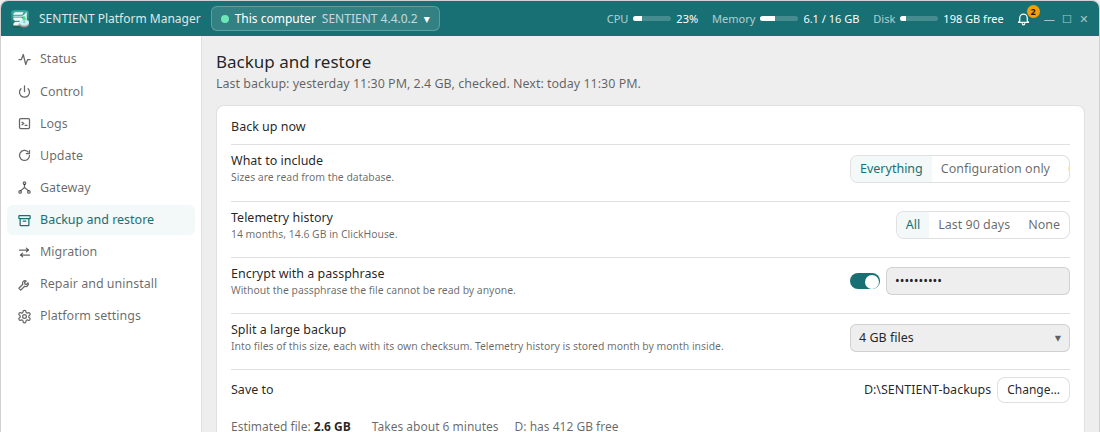 SENTIENT Platform Manager
This computer SENTIENT 4.4.0.2
CPU 23% Memory 6.1 / 16 GB Disk 198 GB free 2
Status
Control
Logs
Update
Gateway
Backup and restore
Migration
Repair and uninstall
Platform settings
Backup and restore
Last backup: yesterday 11:30 PM, 2.4 GB, checked. Next: today 11:30 PM.
Back up now
What to include
Sizes are read from the database.
Everything Configuration only
Telemetry history
14 months, 14.6 GB in ClickHouse.
All Last 90 days None
Encrypt with a passphrase
Without the passphrase the file cannot be read by anyone.
••••••••••
Split a large backup
Into files of this size, each with its own checksum. Telemetry history is stored month by month inside.
4 GB files
Save to
D:\SENTIENT-backups Change...
Estimated file: 2.6 GB Takes about 6 minutes D: has 412 GB free